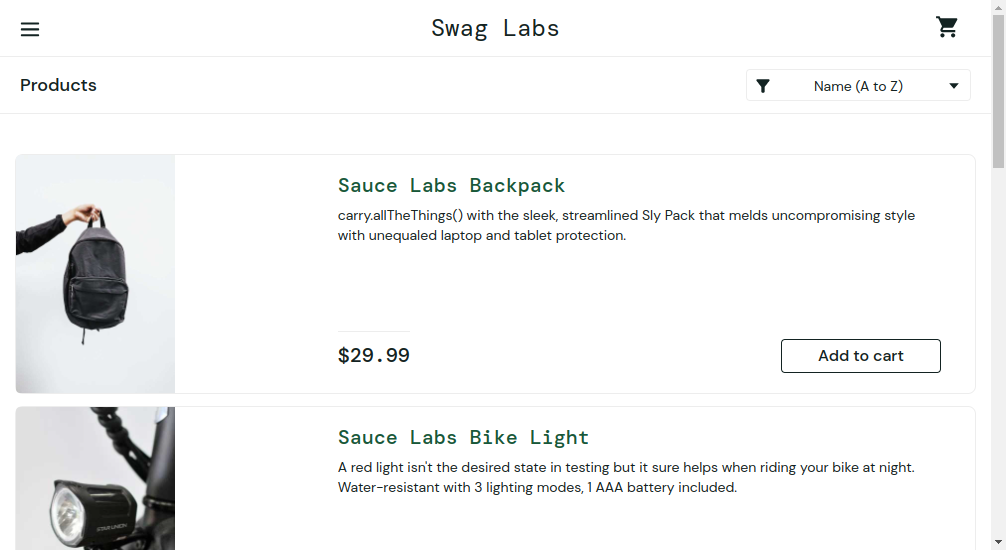 Swag Labs
Products
Name (A to Z)
Sauce Labs Backpack
carry.allTheThings() with the sleek, streamlined Sly Pack that melds uncompromising style
with unequaled laptop and tablet protection.
$29.99
Add to cart
Sauce Labs Bike Light
A red light isn't the desired state in testing but it sure helps when riding your bike at night.
Water-resistant with 3 lighting modes, 1 AAA battery included.